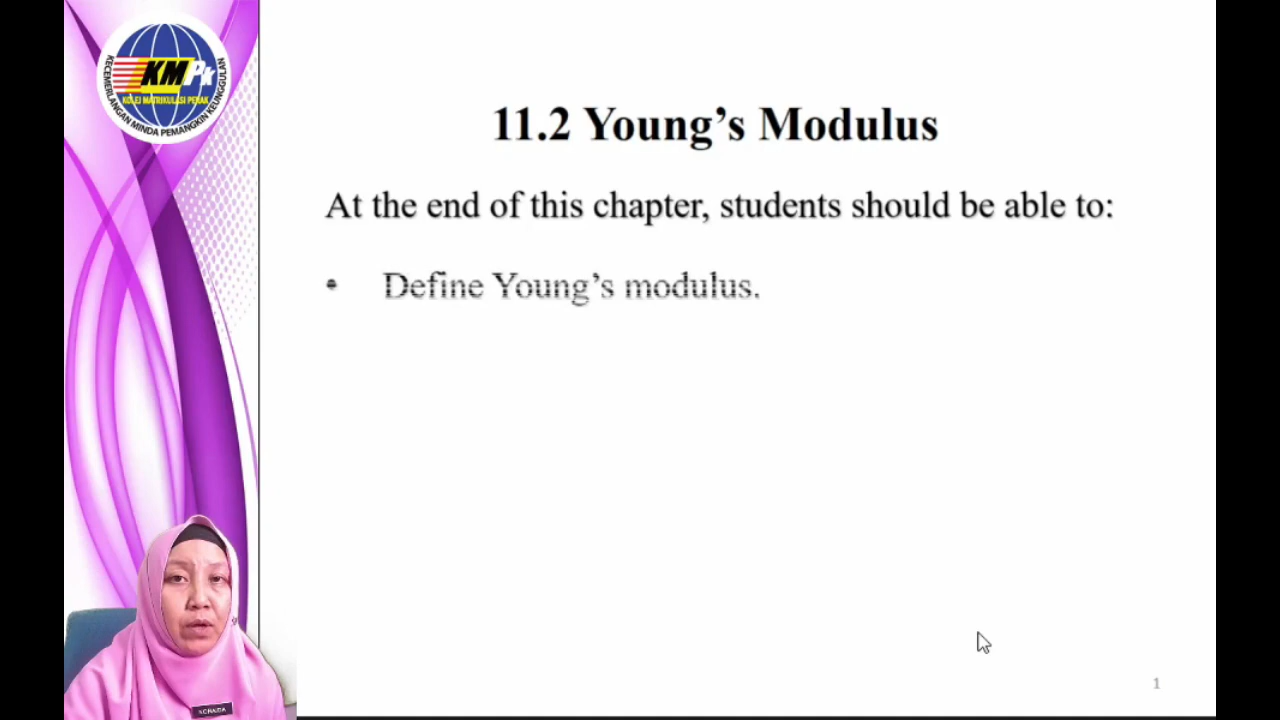 KMPk
KOLEJ MATRIKULASI PERAK
KECEMERLANGAN MINDA PEMANGKIN KEUNGGULAN
11.2 Young’s Modulus
At the end of this chapter, students should be able to:
• Define Young’s modulus.
NORAIDA
1